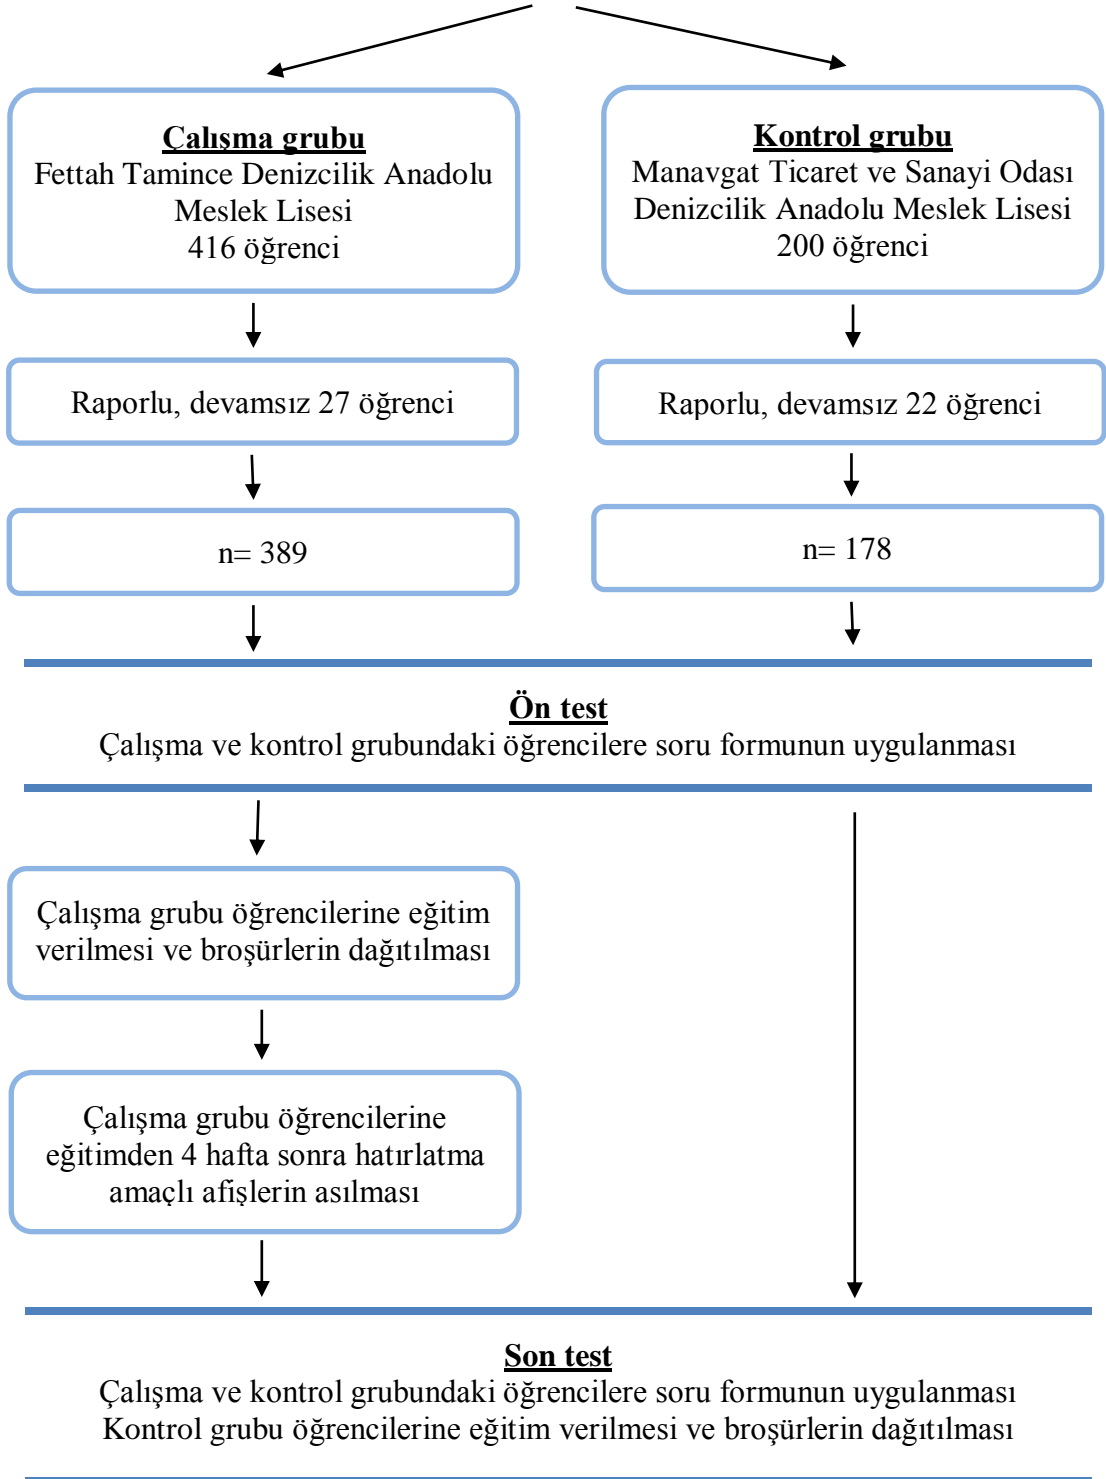 Çalışma grubu
Fettah Tamince Denizcilik Anadolu
Meslek Lisesi
416 öğrenci
Kontrol grubu
Manavgat Ticaret ve Sanayi Odası
Denizcilik Anadolu Meslek Lisesi
200 öğrenci
Raporlu, devamsız 27 öğrenci
Raporlu, devamsız 22 öğrenci
n= 389
n= 178
Ön test
Çalışma ve kontrol grubundaki öğrencilere soru formunun uygulanması
Çalışma grubu öğrencilerine eğitim
verilmesi ve broşürlerin dağıtılması
Çalışma grubu öğrencilerine
eğitimden 4 hafta sonra hatırlatma
amaçlı afişlerin asılması
Son test
Çalışma ve kontrol grubundaki öğrencilere soru formunun uygulanması
Kontrol grubu öğrencilerine eğitim verilmesi ve broşürlerin dağıtılması